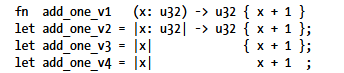 fn  add_one_v1   (x: u32) -> u32 { x + 1 }
let add_one_v2 = |x: u32| -> u32 { x + 1 };
let add_one_v3 = |x|             { x + 1 };
let add_one_v4 = |x|               x + 1  ;